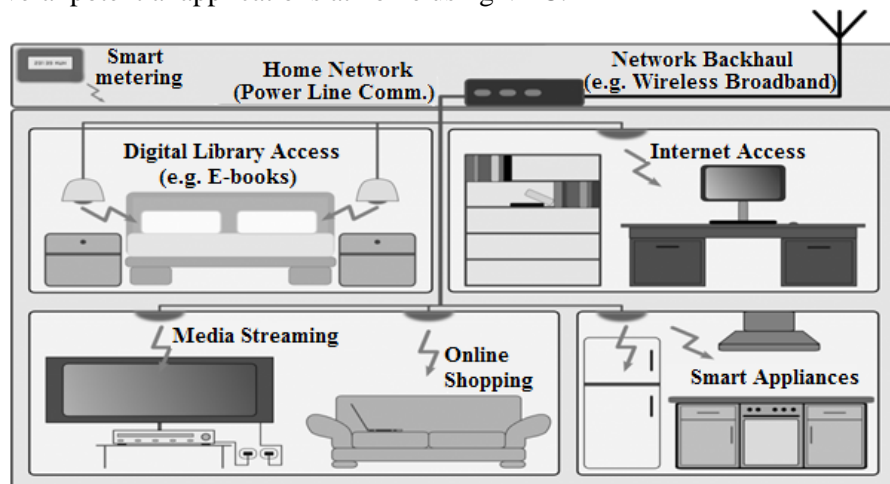 Smart
metering
Home Network
(Power Line Comm.)
Network Backhaul
(e.g. Wireless Broadband)
Digital Library Access
(e.g. E-books)
Internet Access
Media Streaming
Online
Shopping
Smart Appliances